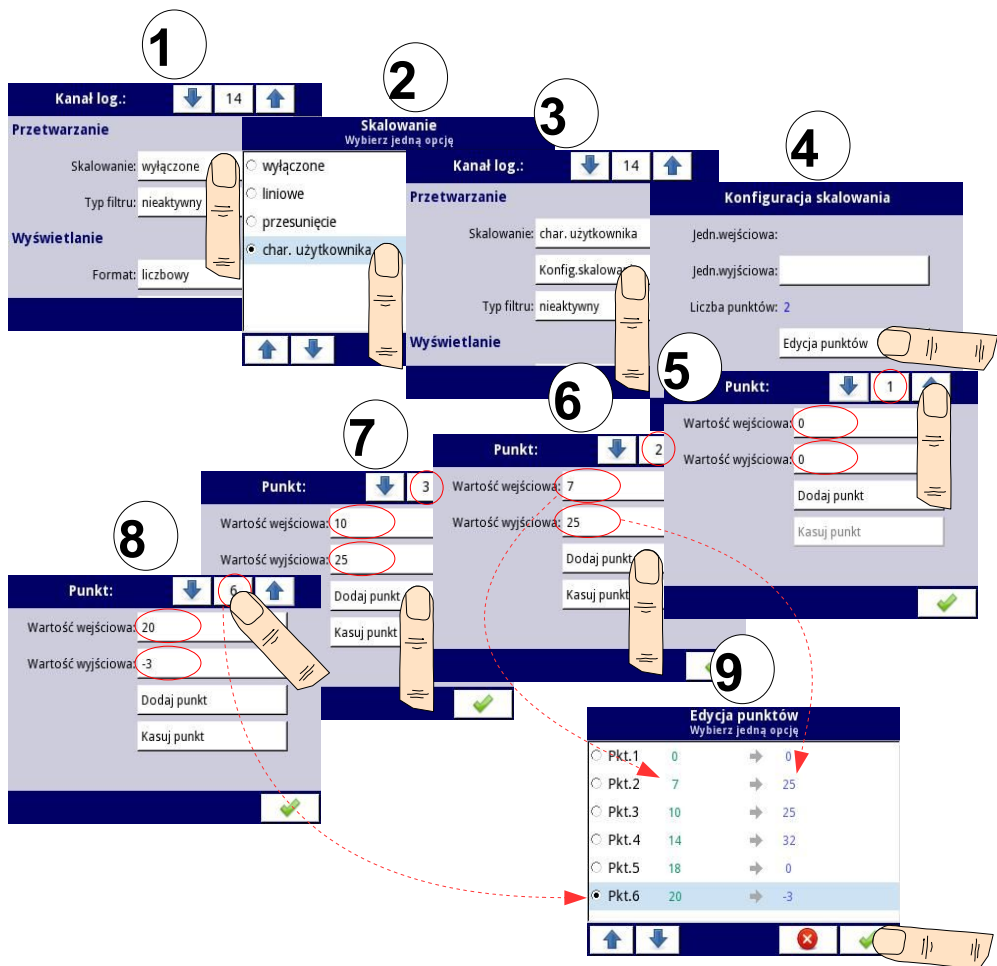 1
Kanał log.:
14
Przetwarzanie
Skalowanie: wyłączone
Typ filtru: nieaktywny
Wyświetlanie
Format: liczbowy
2
Skalowanie
Wybierz jedną opcję
wyłączone
liniowe
przesunięcie
char. użytkownika
3
Kanał log.:
14
Przetwarzanie
Skalowanie: char. użytkownika
Konfig.skalowa
Typ filtru: nieaktywny
Wyświetlanie
4
Konfiguracja skalowania
Jedn.wejściowa:
Jedn.wyjściowa:
Liczba punktów: 2
Edycja punktów
5
Punkt:
1
Wartość wejściowa: 0
Wartość wyjściowa: 0
Dodaj punkt
Kasuj punkt
6
Punkt:
2
Wartość wejściowa: 7
Wartość wyjściowa: 25
Dodaj punkt
Kasuj punkt
7
Punkt:
3
Wartość wejściowa: 10
Wartość wyjściowa: 25
Dodaj punkt
Kasuj punkt
8
Punkt:
6
Wartość wejściowa: 20
Wartość wyjściowa: -3
Dodaj punkt
Kasuj punkt
9
Edycja punktów
Wybierz jedną opcję
Pkt.1 0 0
Pkt.2 7 25
Pkt.3 10 25
Pkt.4 14 32
Pkt.5 18 0
Pkt.6 20 -3